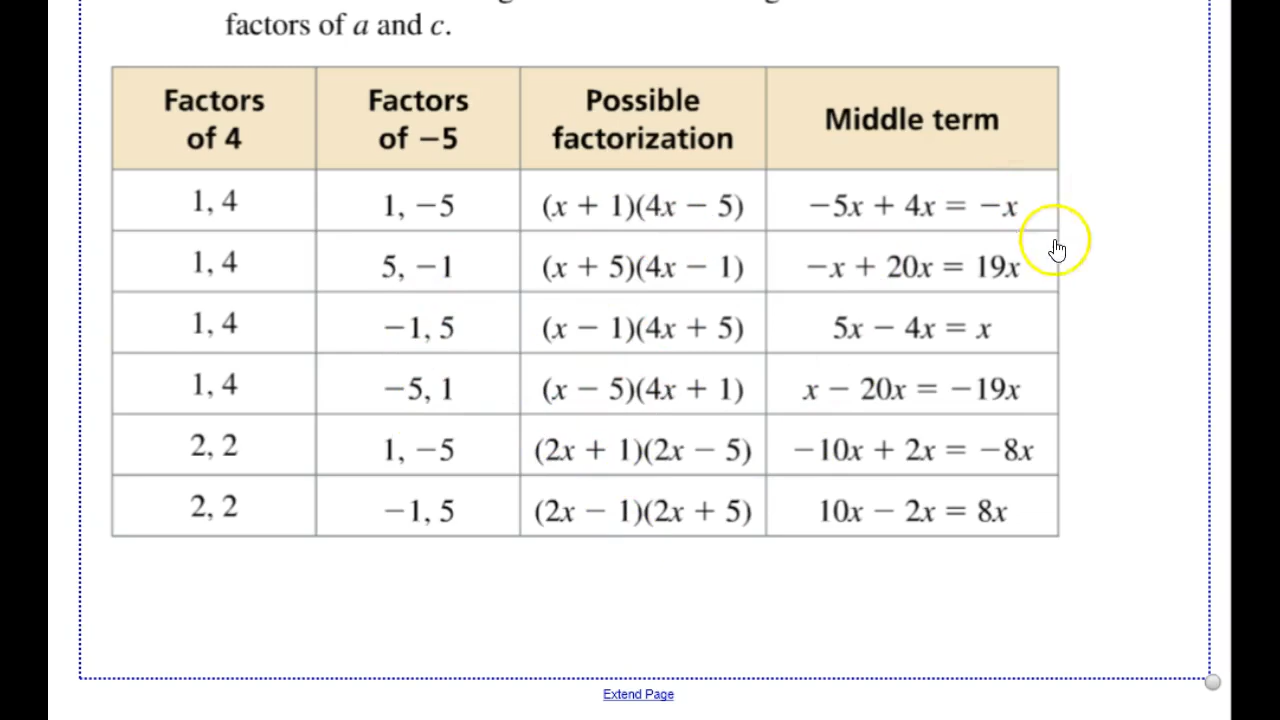 factors of a and c.
Factors of 4 Factors of −5 Possible factorization Middle term
1, 4 1, −5 (x + 1)(4x − 5) −5x + 4x = −x
1, 4 5, −1 (x + 5)(4x − 1) −x + 20x = 19x
1, 4 −1, 5 (x − 1)(4x + 5) 5x − 4x = x
1, 4 −5, 1 (x − 5)(4x + 1) x − 20x = −19x
2, 2 1, −5 (2x + 1)(2x − 5) −10x + 2x = −8x
2, 2 −1, 5 (2x − 1)(2x + 5) 10x − 2x = 8x
Extend Page